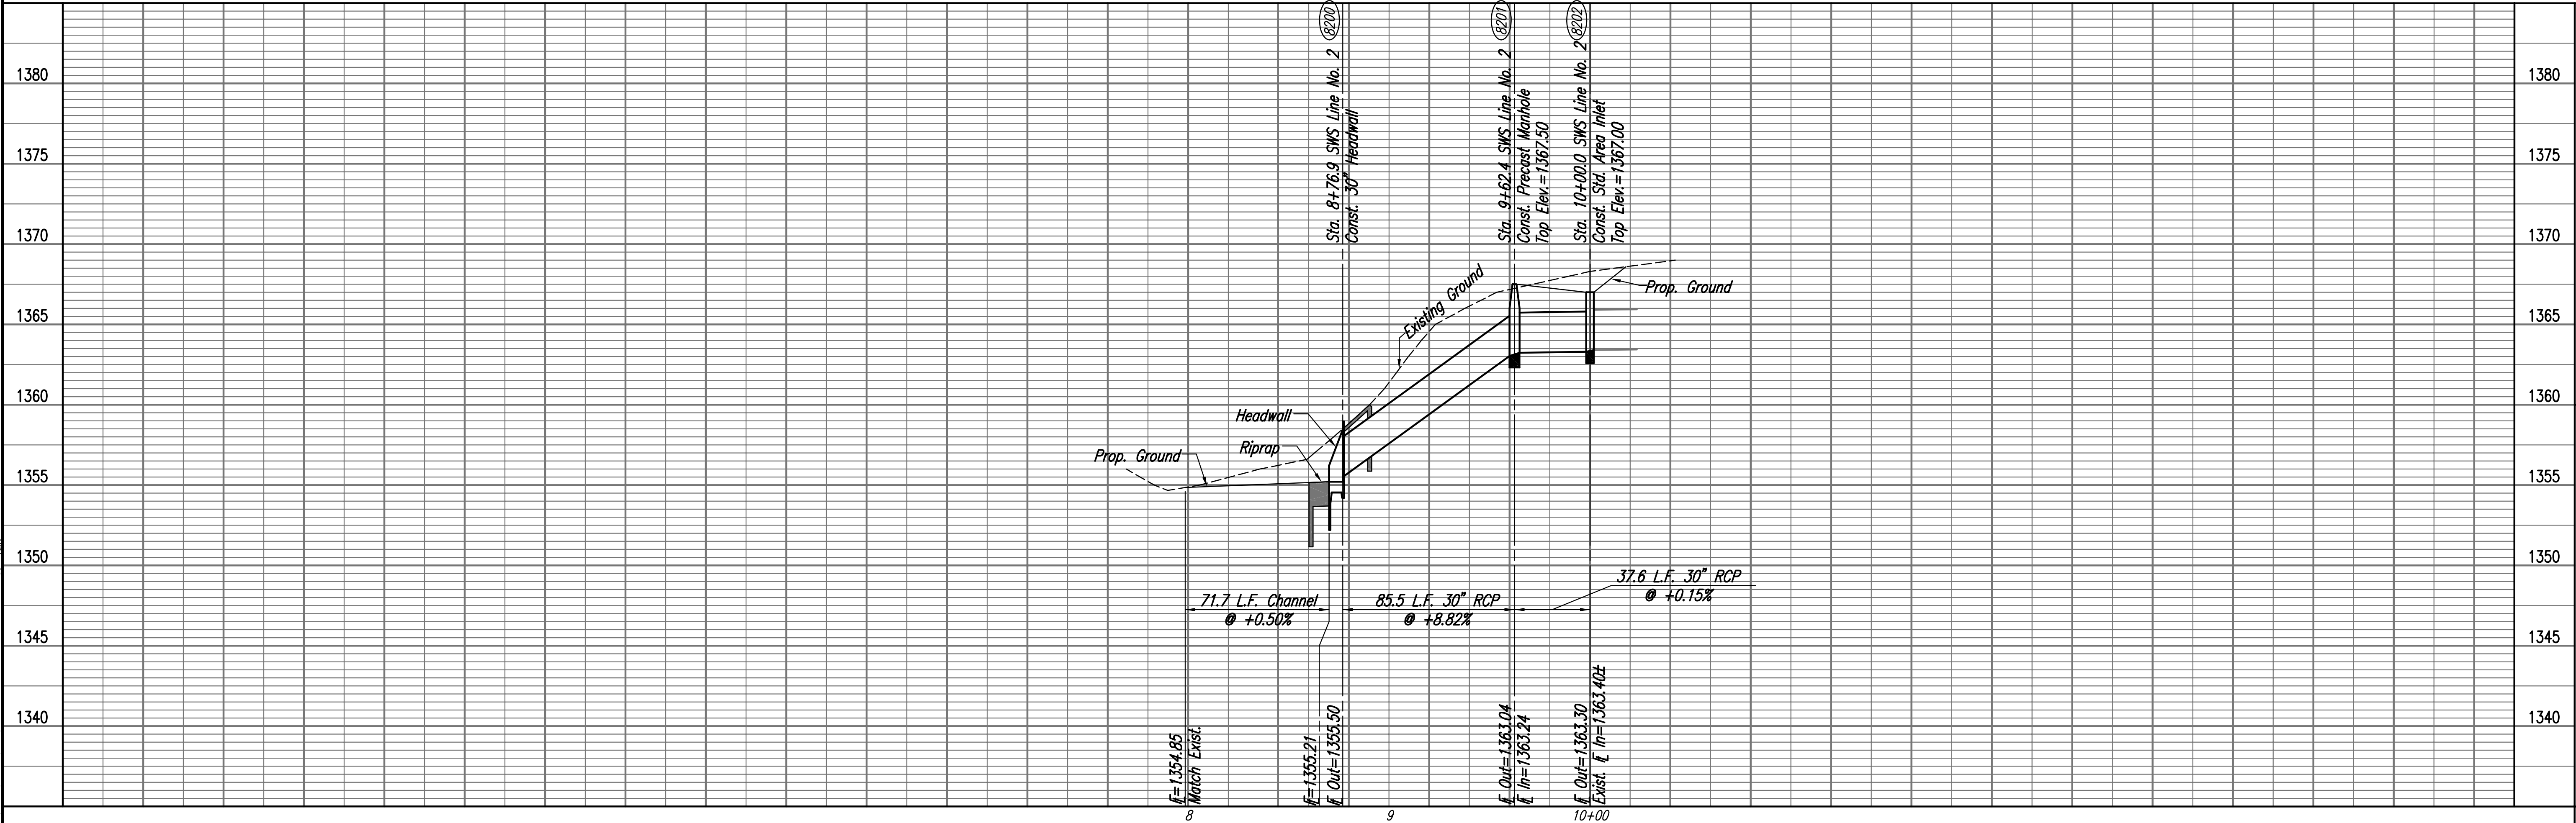 8200
Sta. 8+76.9 SWS Line No. 2
Const. 30" Headwall
8201
Sta. 9+62.4 SWS Line No. 2
Const. Precast Manhole
Top Elev.=1367.50
8202
Sta. 10+00.0 SWS Line No. 2
Const. Std. Area Inlet
Top Elev.=1367.00
1380
1380
1375
1375
1370
1370
1365
1365
1360
1360
1355
1355
1350
1350
1345
1345
1340
1340
Existing Ground
Prop. Ground
Headwall
Riprap
Prop. Ground
71.7 L.F. Channel
@ +0.50%
85.5 L.F. 30" RCP
@ +8.82%
37.6 L.F. 30" RCP
@ +0.15%
=1354.85
Match Exist.
=1355.21
Out=1355.50
Out=1363.04
In=1363.24
Out=1363.30
Exist. In=1363.40±
8
9
10+00